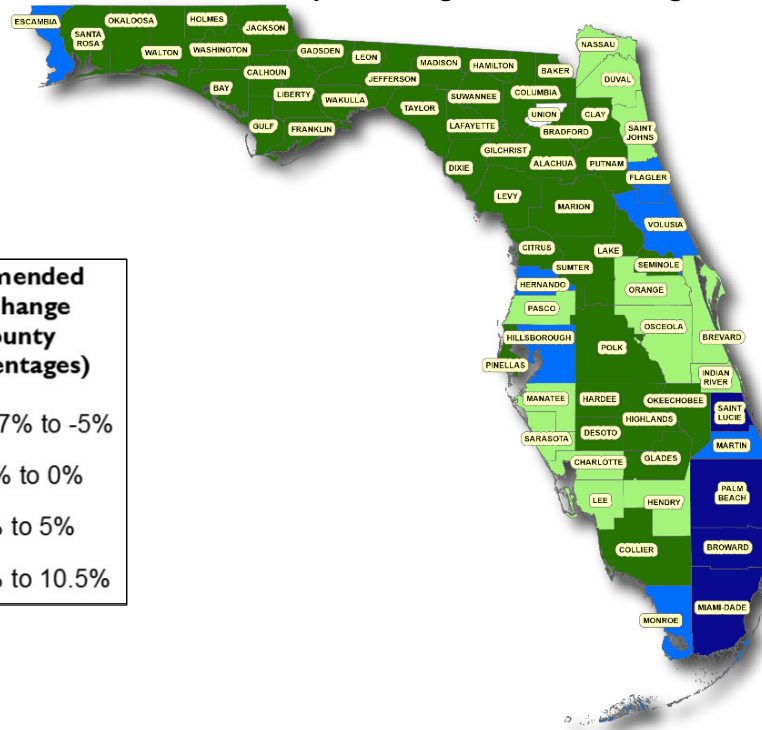 ESCAMBIA
OKALOOSA
HOLMES
JACKSON
SANTA
ROSA
WALTON
WASHINGTON
GADSDEN
LEON
MADISON
HAMILTON
BAKER
NASSAU
DUVAL
CALHOUN
JEFFERSON
BAY
LIBERTY
WAKULLA
TAYLOR
SUWANNEE
COLUMBIA
UNION
CLAY
GULF
FRANKLIN
LAFAYETTE
BRADFORD
SAINT
JOHNS
GILCHRIST
DIXIE
ALACHUA
PUTNAM
FLAGLER
LEVY
MARION
VOLUSIA
CITRUS
LAKE
SUMTER
SEMINOLE
HERNANDO
ORANGE
PASCO
OSCEOLA
HILLSBOROUGH
POLK
BREVARD
PINELLAS
INDIAN
RIVER
MANATEE
HARDEE
OKEECHOBEE
SAINT
LUCIE
HIGHLANDS
SARASOTA
DESOTO
MARTIN
CHARLOTTE
GLADES
LEE
HENDRY
PALM
BEACH
COLLIER
BROWARD
MONROE
MIAMI-DADE
mended
hange
ounty
entages)
7% to -5%
% to 0%
to 5%
% to 10.5%